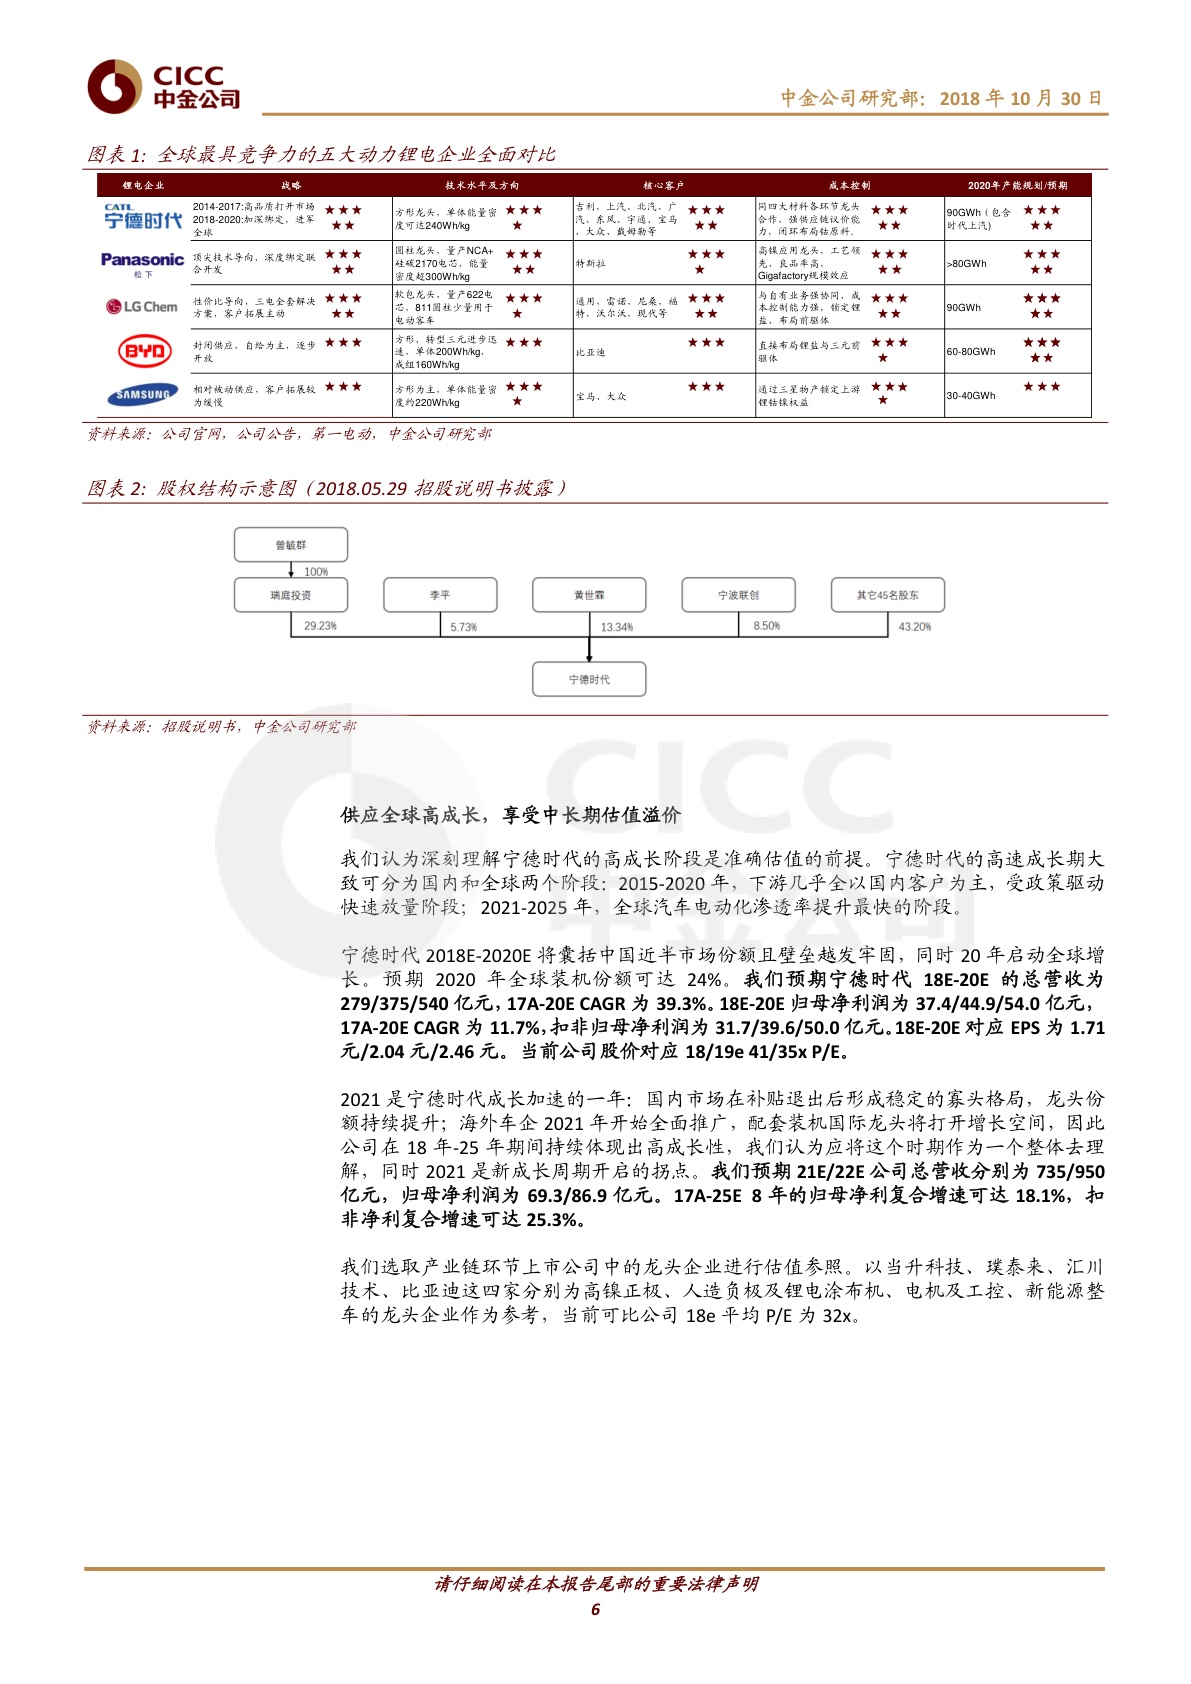 CICC
中金公司
中金公司研究部：2018 年 10 月 30 日
图表 1：全球最具竞争力的五大动力锂电企业全面对比
锂电企业 战略 技术水平及方向 核心客户 成本控制 2020年产能规划/预期
CATL
宁德时代
2014-2017:高品质打开市场
2018-2020:加深绑定，进军
全球
★★★
★★
方形龙头，单体能量密
度可达240Wh/kg
★★★
★
吉利、上汽、北汽、广
汽、东风、宇通、宝马
、大众、戴姆勒等
★★★
★★
同四大材料各环节龙头
合作，强供应链议价能
力，闭环布局钴原料。
★★★
★★
90GWh（包含
时代上汽)
★★★
★★
Panasonic
松下
顶尖技术导向，深度绑定联
合开发
★★★
★★
圆柱龙头，量产NCA+
硅碳2170电芯，能量
密度超300Wh/kg
★★★
★★
特斯拉
★★★
★
高镍应用龙头，工艺领
先，良品率高，
Gigafactory规模效应
★★★
★★
>80GWh
★★★
★★
LG Chem
性价比导向，三电全套解决
方案，客户拓展主动
★★★
★★
软包龙头，量产622电
芯，811圆柱少量用于
电动客车
★★★
★
通用，雷诺，尼桑，福
特，沃尔沃，现代等
★★★
★★
与自有业务强协同，成
本控制能力强，锁定锂
盐，布局前驱体
★★★
★★
90GWh
★★★
★★
BYD
封闭供应，自给为主，逐步
开放
★★★
方形，转型三元进步迅
速，单体200Wh/kg，
成组160Wh/kg
★★★
比亚迪
★★★
直接布局锂盐与三元前
驱体
★★★
★
60-80GWh
★★★
★★
SAMSUNG
相对被动供应，客户拓展较
为缓慢
★★★
方形为主，单体能量密
度约220Wh/kg
★★★
★
宝马、大众
★★★
通过三星物产锁定上游
锂钴镍权益
★★★
★
30-40GWh
★★★
资料来源：公司官网，公司公告，第一电动，中金公司研究部
图表 2：股权结构示意图（2018.05.29 招股说明书披露）
曾毓群
100%
瑞庭投资 李平 黄世霖 宁波联创 其它45名股东
29.23% 5.73% 13.34% 8.50% 43.20%
宁德时代
资料来源：招股说明书，中金公司研究部
CICC
中金公司
供应全球高成长，享受中长期估值溢价
我们认为深刻理解宁德时代的高成长阶段是准确估值的前提。宁德时代的高速成长期大
致可分为国内和全球两个阶段：2015-2020 年，下游几乎全以国内客户为主，受政策驱动
快速放量阶段；2021-2025 年，全球汽车电动化渗透率提升最快的阶段。
宁德时代 2018E-2020E 将囊括中国近半市场份额且壁垒越发牢固，同时 20 年启动全球增
长。预期 2020 年全球装机份额可达 24%。我们预期宁德时代 18E-20E 的总营收为
279/375/540 亿元，17A-20E CAGR 为 39.3%。18E-20E 归母净利润为 37.4/44.9/54.0 亿元，
17A-20E CAGR 为 11.7%，扣非归母净利润为 31.7/39.6/50.0 亿元。18E-20E 对应 EPS 为 1.71
元/2.04 元/2.46 元。当前公司股价对应 18/19e 41/35x P/E。
2021 是宁德时代成长加速的一年：国内市场在补贴退出后形成稳定的寡头格局，龙头份
额持续提升；海外车企 2021 年开始全面推广，配套装机国际龙头将打开增长空间，因此
公司在 18 年-25 年期间持续体现出高成长性，我们认为应将这个时期作为一个整体去理
解，同时 2021 是新成长周期开启的拐点。我们预期 21E/22E 公司总营收分别为 735/950
亿元，归母净利润为 69.3/86.9 亿元。17A-25E 8 年的归母净利复合增速可达 18.1%，扣
非净利复合增速可达 25.3%。
我们选取产业链环节上市公司中的龙头企业进行估值参照。以当升科技、璞泰来、汇川
技术、比亚迪这四家分别为高镍正极、人造负极及锂电涂布机、电机及工控、新能源整
车的龙头企业作为参考，当前可比公司 18e 平均 P/E 为 32x。
请仔细阅读在本报告尾部的重要法律声明
6